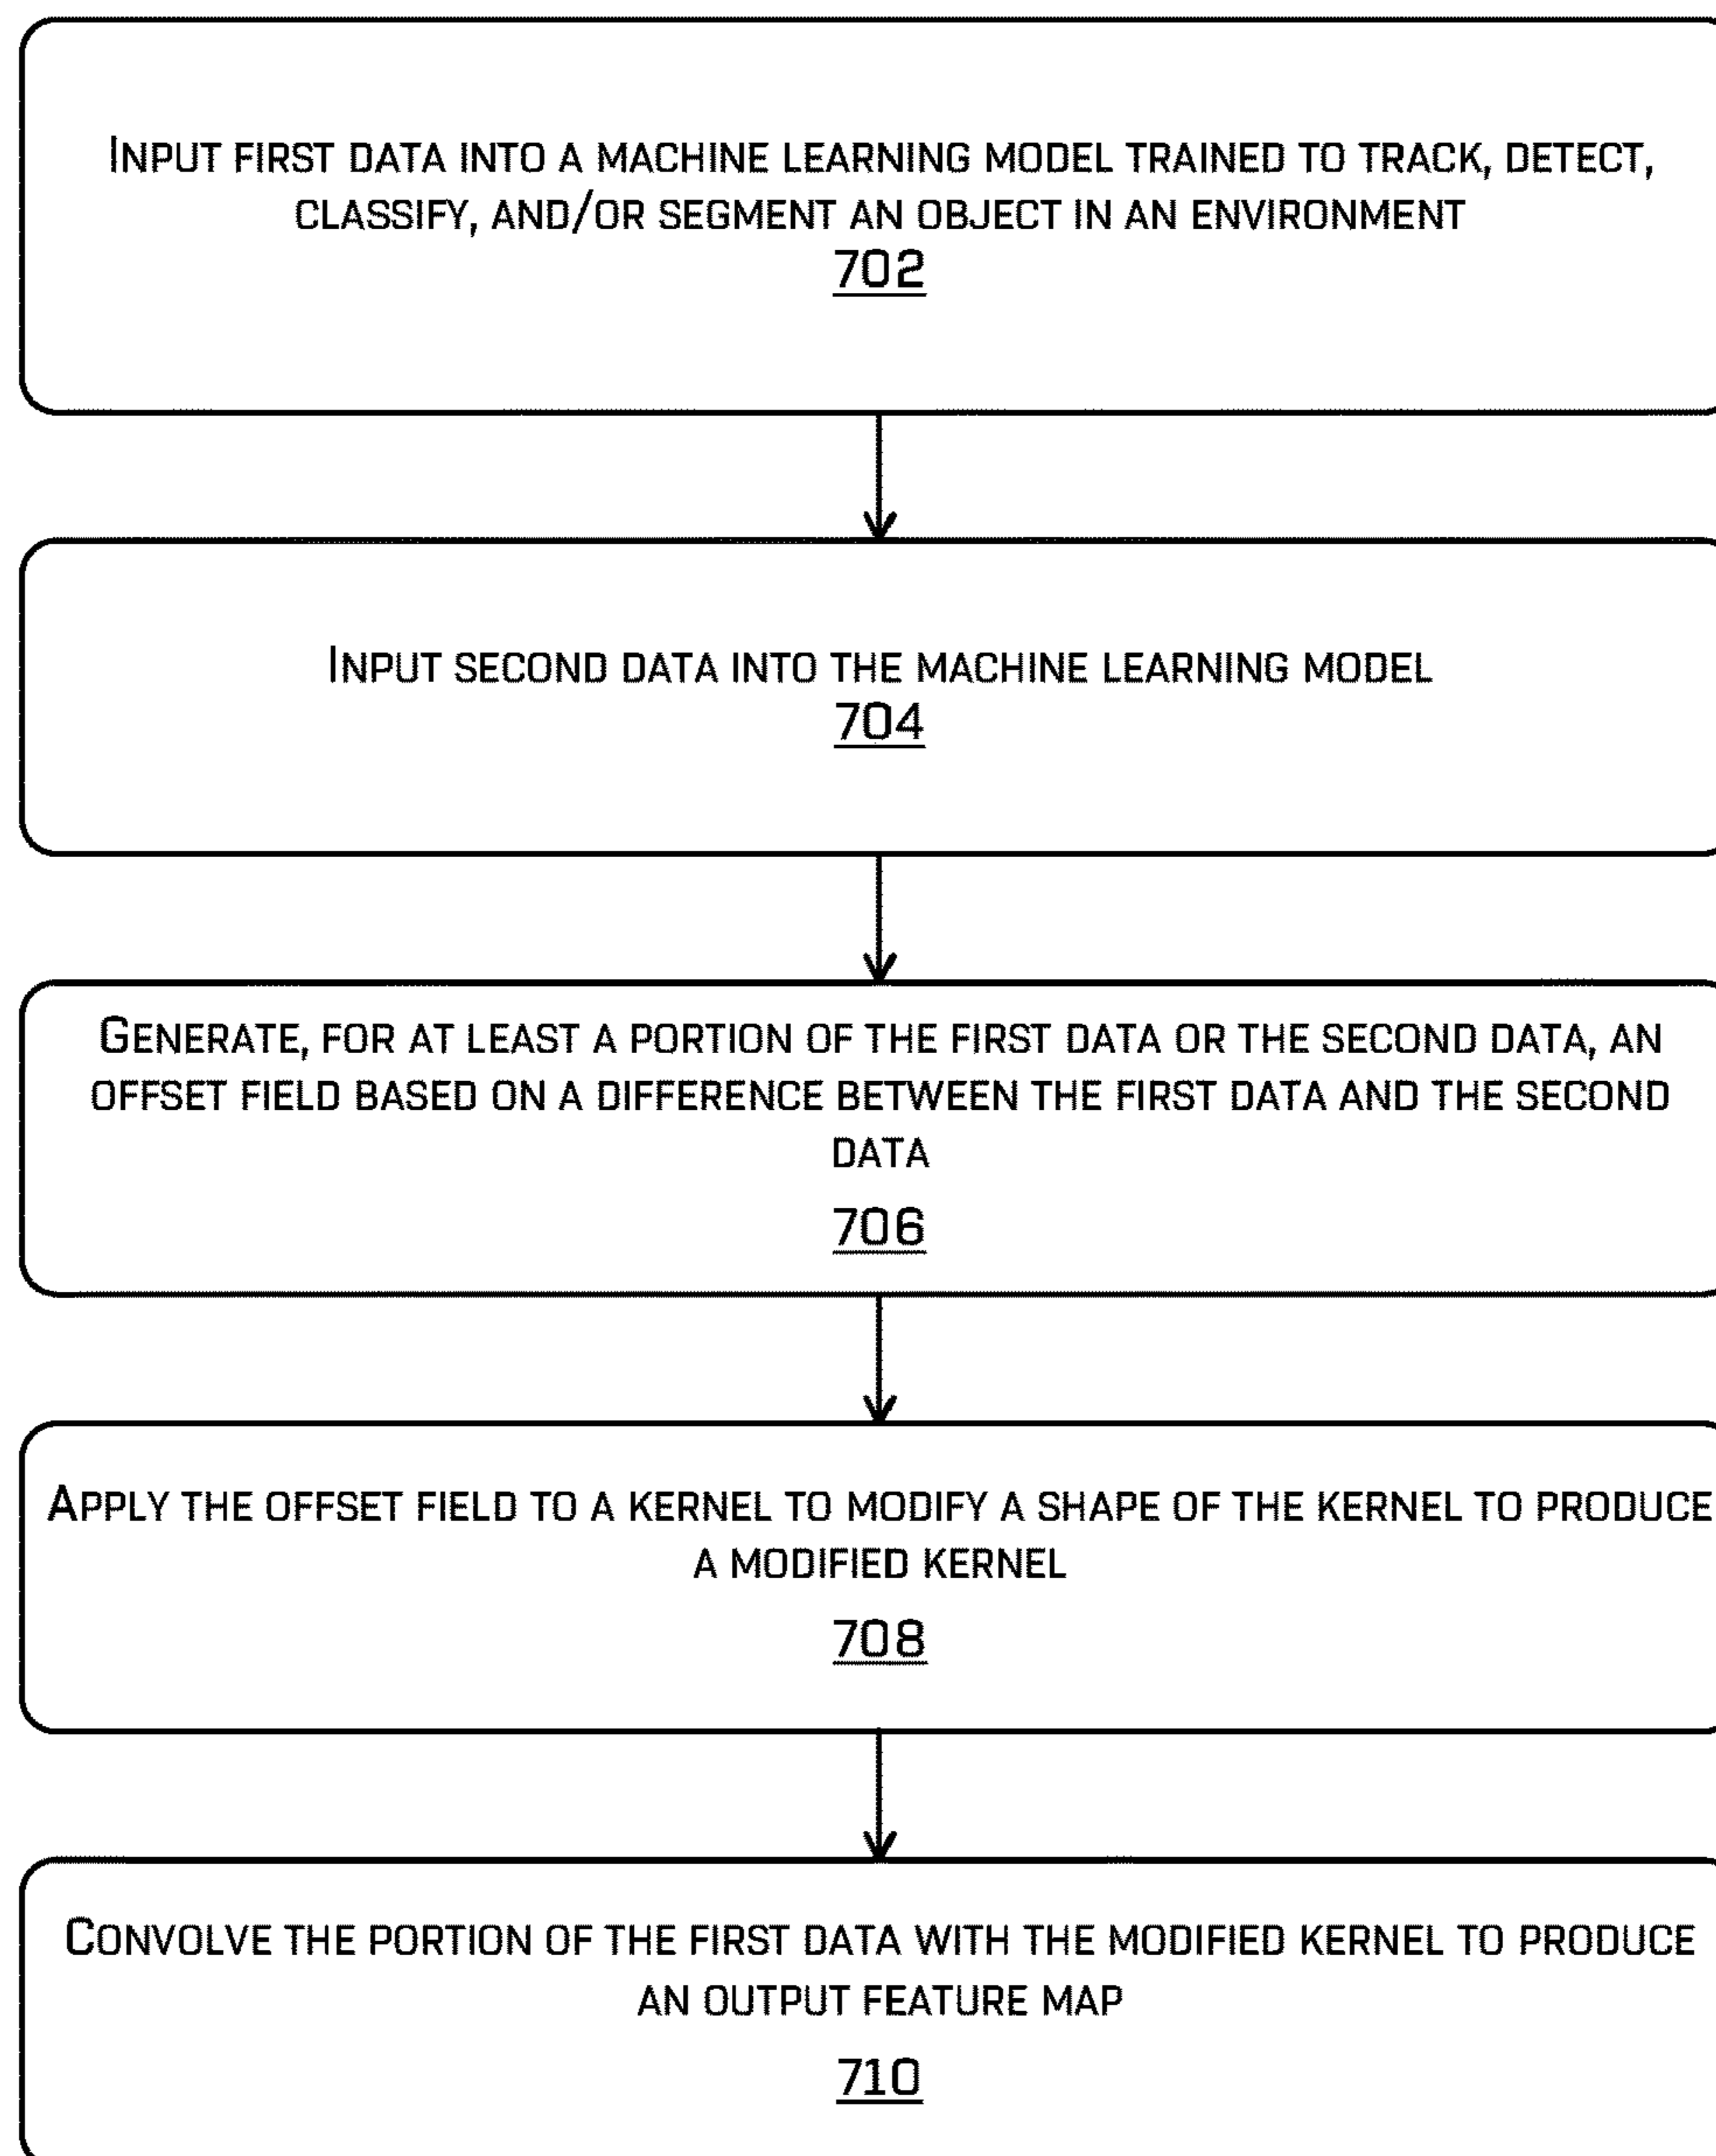 Input first data into a machine learning model trained to track, detect,
classify, and/or segment an object in an environment
702
Input second data into the machine learning model
704
Generate, for at least a portion of the first data or the second data, an
offset field based on a difference between the first data and the second
data
706
Apply the offset field to a kernel to modify a shape of the kernel to produce
a modified kernel
708
Convolve the portion of the first data with the modified kernel to produce
an output feature map
710